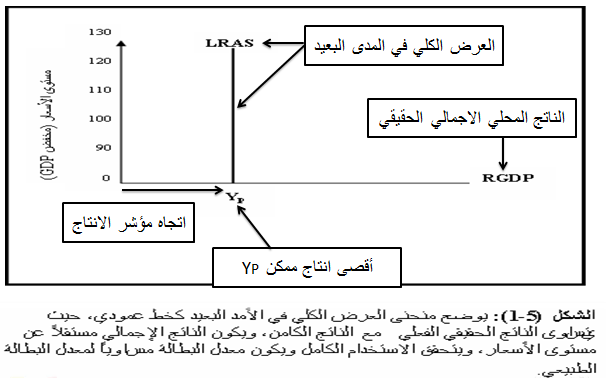 130
120
110
100
90
0
مستوى الأسعار (مخفض GDP)
LRAS
العرض الكلي في المدى البعيد
الناتج المحلي الاجمالي الحقيقي
RGDP
YP
اتجاه مؤشر الانتاج
أقصى انتاج ممكن YP
الشكل (5-1): يوضح منحنى العرض الكلي في الأمد البعيد كخط عمودي، حيث
يتساوى الناتج الحقيقي الفعلي مع الناتج الكامن، ويكون الناتج الإجمالي مستقلاً عن
مستوى الأسعار، ويتحقق الاستخدام الكامل ويكون معدل البطالة مساوياً لمعدل البطالة
الطبيعي.